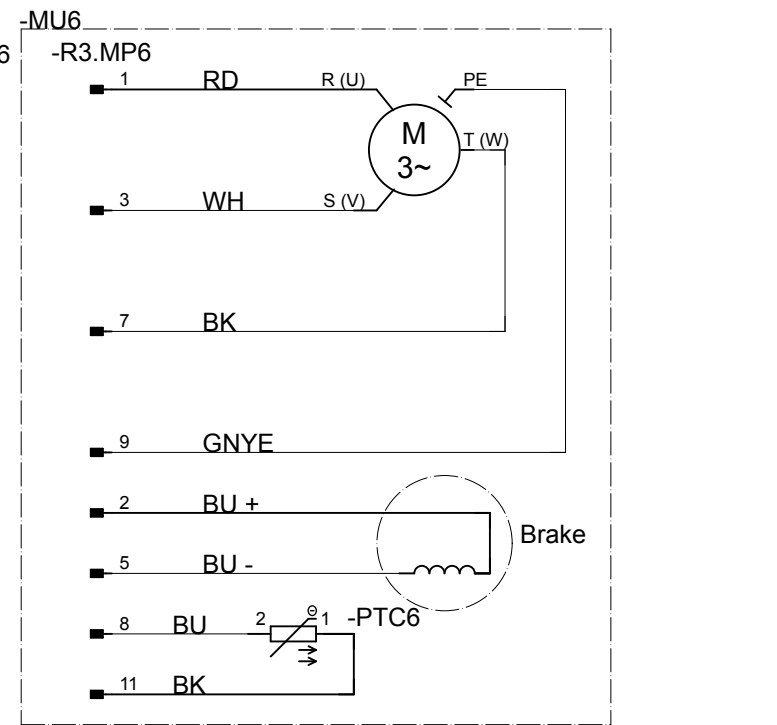 -MU6
6 -R3.MP6
1 RD R (U) PE
M
3~
T (W)
3 WH S (V)
7 BK
9 GNYE
2 BU +
Brake
5 BU -
8 BU 2 Θ 1 -PTC6
11 BK